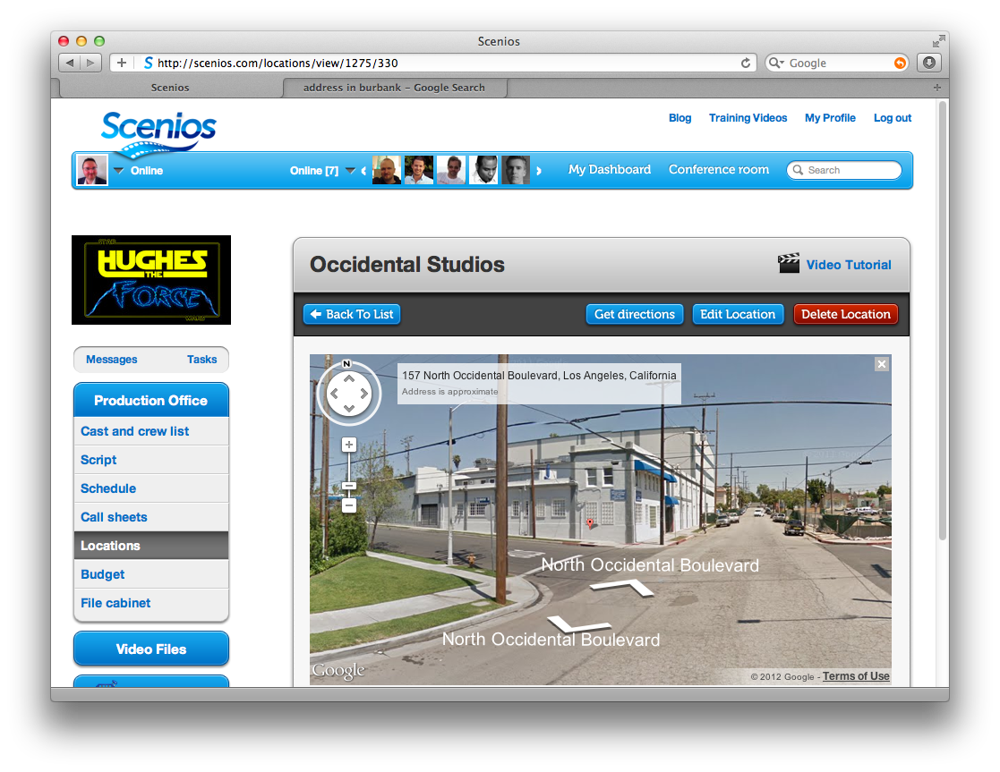 Scenios
http://scenios.com/locations/view/1275/330
Google
Scenios
address in burbank – Google Search
Blog
Training Videos
My Profile
Log out
Scenios
Online
Online [7]
My Dashboard
Conference room
Search
STAR
HUGHES
THE
FORCE
WARS
Occidental Studios
Video Tutorial
Back To List
Get directions
Edit Location
Delete Location
Messages
Tasks
Production Office
Cast and crew list
Script
Schedule
Call sheets
Locations
Budget
File cabinet
Video Files
N
157 North Occidental Boulevard, Los Angeles, California
Address is approximate
North Occidental Boulevard
North Occidental Boulevard
Google
© 2012 Google - Terms of Use